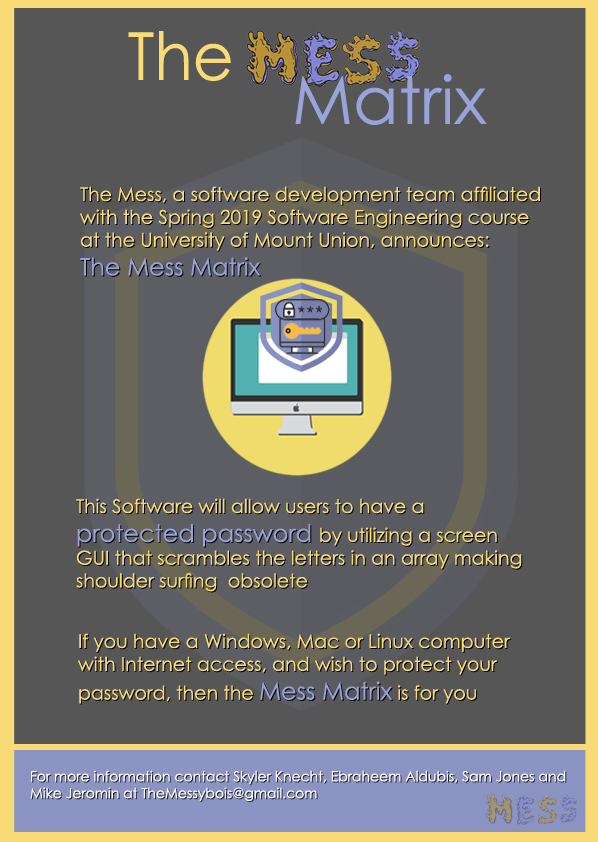 The MESS
Matrix
The Mess, a software development team affiliated
with the Spring 2019 Software Engineering course
at the University of Mount Union, announces:
The Mess Matrix
***
This Software will allow users to have a
protected password by utilizing a screen
GUI that scrambles the letters in an array making
shoulder surfing obsolete
If you have a Windows, Mac or Linux computer
with Internet access, and wish to protect your
password, then the Mess Matrix is for you
For more information contact Skyler Knecht, Ebraheem Aldubis, Sam Jones and
Mike Jeromin at TheMessybois@gmail.com
MESS